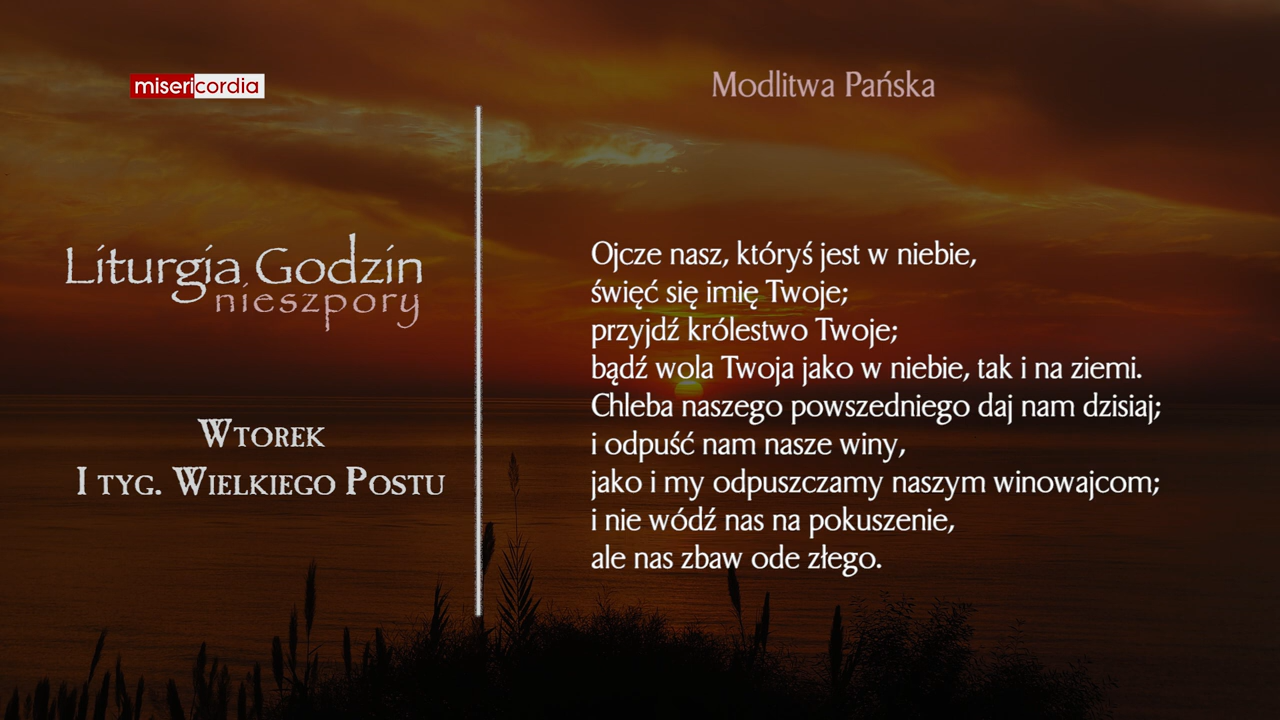 misericordia
Modlitwa Pańska
Liturgia Godzin
nieszpory
Wtorek
I tyg. Wielkiego Postu
Ojcze nasz, któryś jest w niebie,
święć się imię Twoje;
przyjdź królestwo Twoje;
bądź wola Twoja jako w niebie, tak i na ziemi.
Chleba naszego powszedniego daj nam dzisiaj;
i odpuść nam nasze winy,
jako i my odpuszczamy naszym winowajcom;
i nie wódź nas na pokuszenie,
ale nas zbaw ode złego.